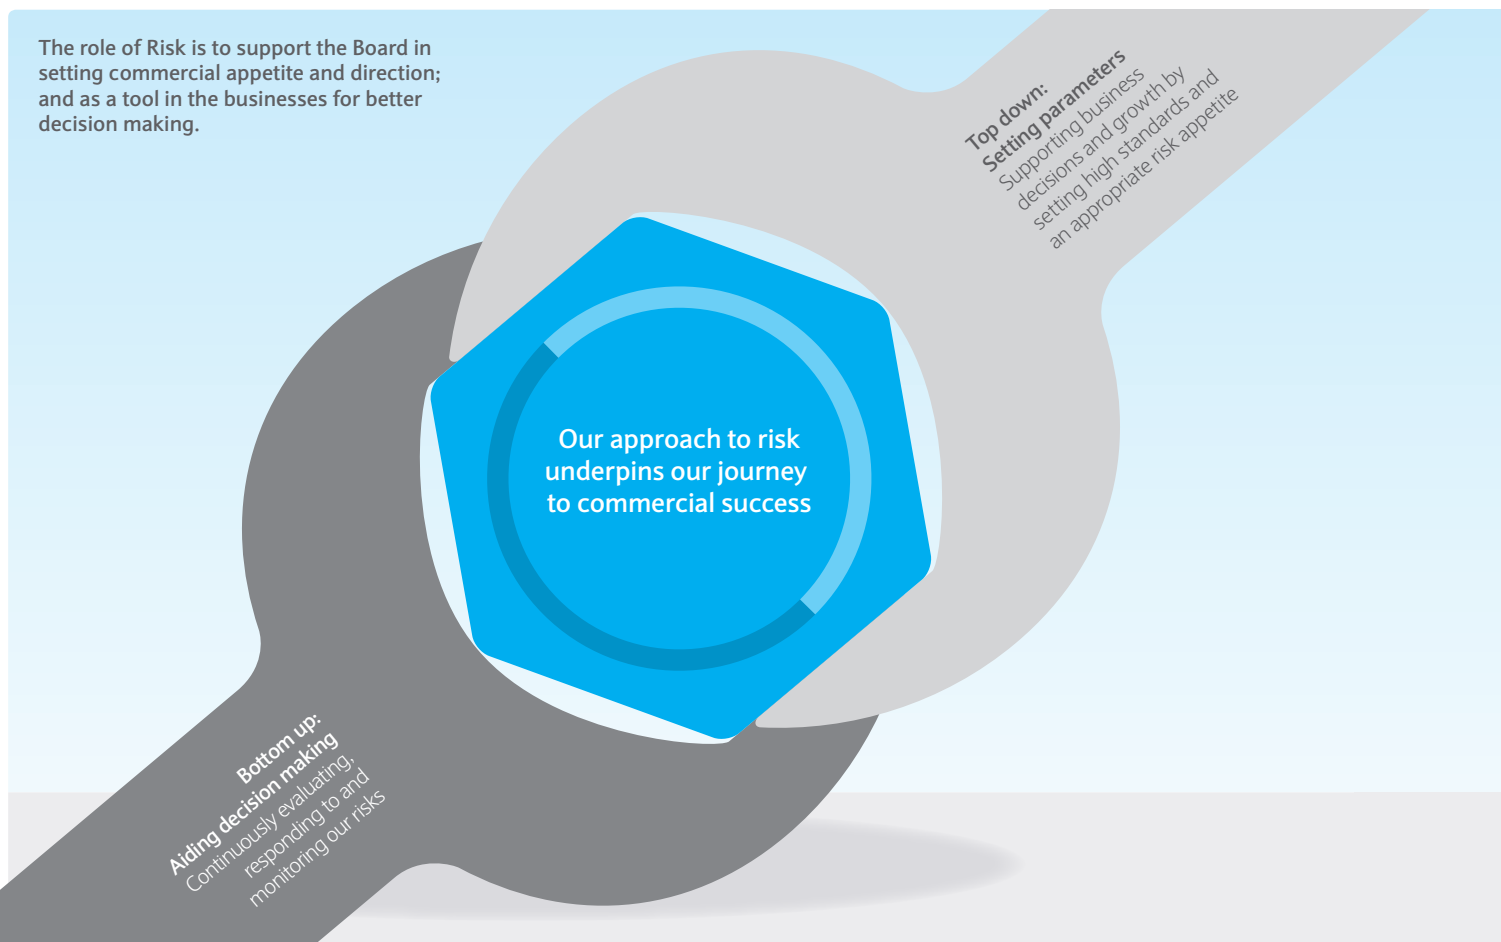 The role of Risk is to support the Board in
setting commercial appetite and direction;
and as a tool in the businesses for better
decision making.
Top down:
Setting parameters
Supporting business
decisions and growth by
setting high standards and
an appropriate risk appetite
Our approach to risk
underpins our journey
to commercial success
Bottom up:
Aiding decision making
Continuously evaluating,
responding to and
monitoring our risks